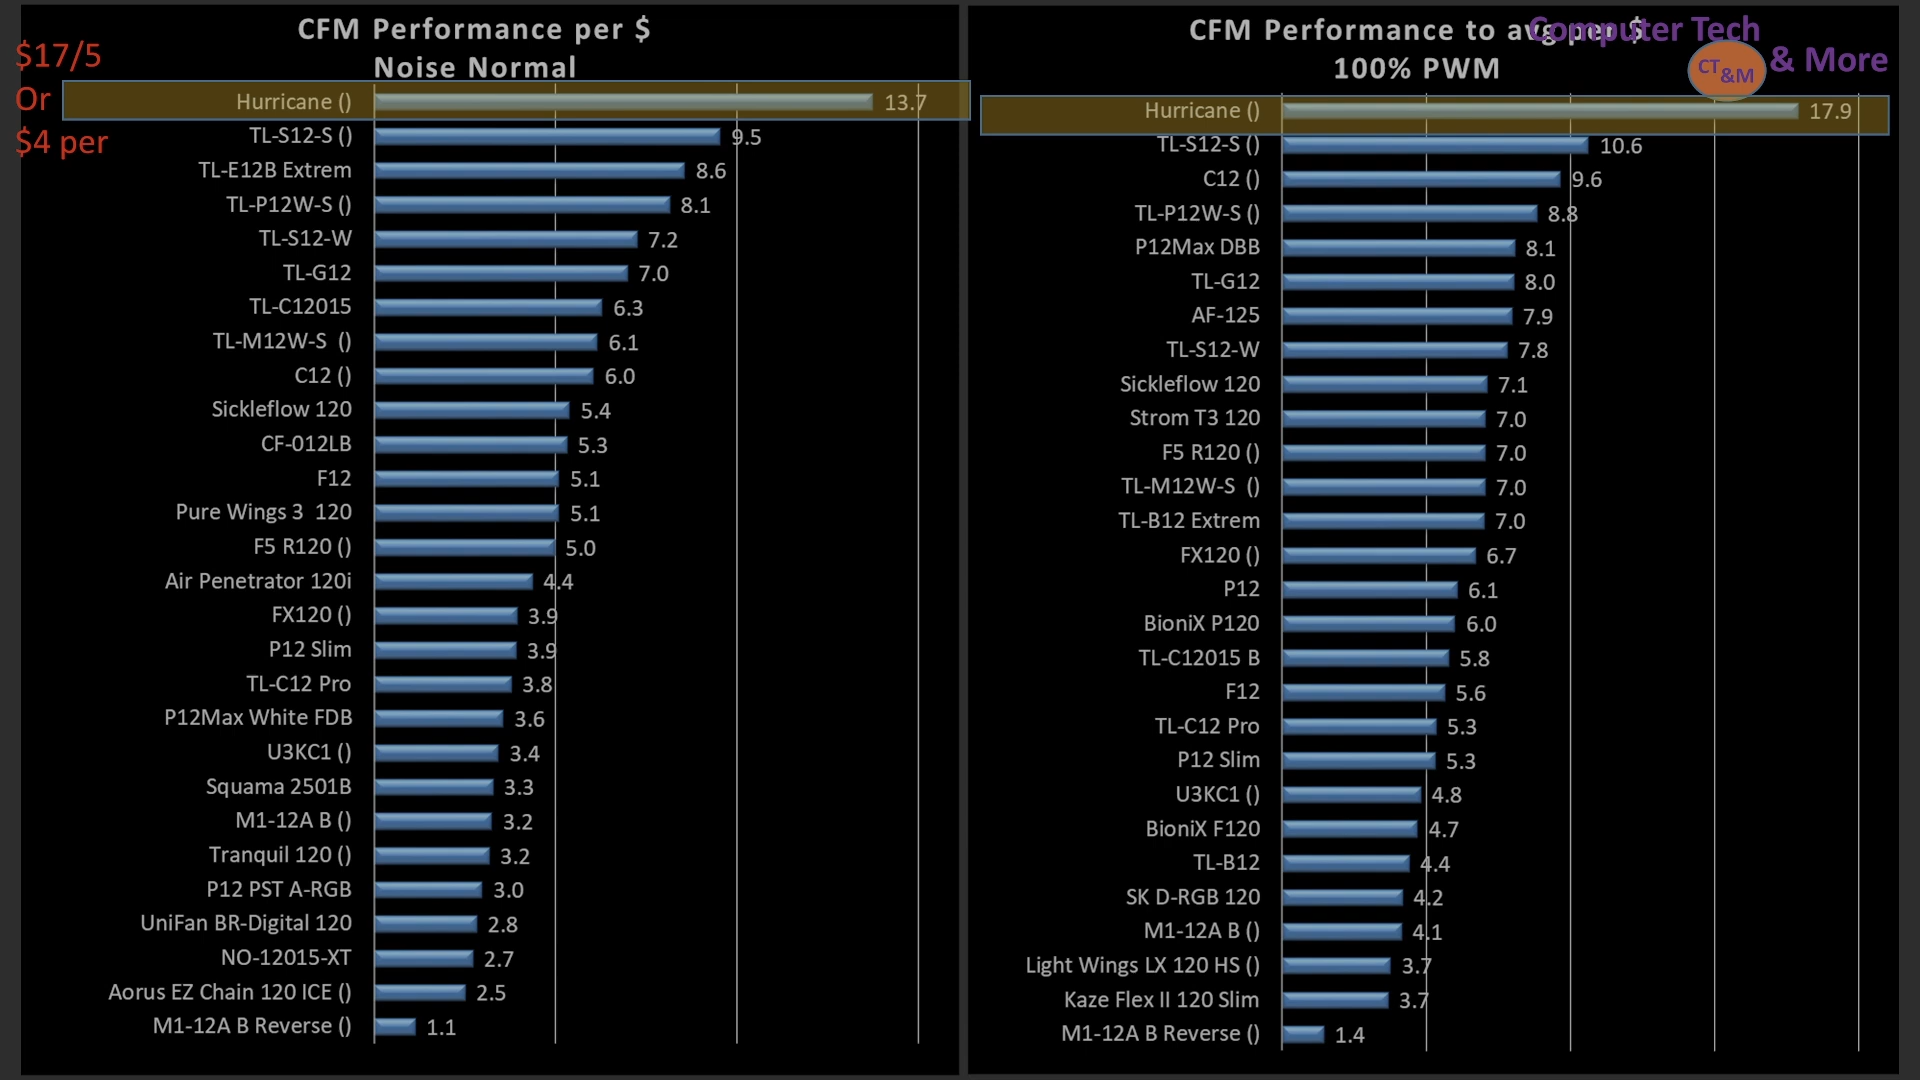 CFM Performance per $
Noise Normal
$17/5
Or
$4 per
Hurricane () 13.7
TL-S12-S () 9.5
TL-E12B Extrem 8.6
TL-P12W-S () 8.1
TL-S12-W 7.2
TL-G12 7.0
TL-C12015 6.3
TL-M12W-S () 6.1
C12 () 6.0
Sickleflow 120 5.4
CF-012LB 5.3
F12 5.1
Pure Wings 3 120 5.1
F5 R120 () 5.0
Air Penetrator 120i 4.4
FX120 () 3.9
P12 Slim 3.9
TL-C12 Pro 3.8
P12Max White FDB 3.6
U3KC1 () 3.4
Squama 2501B 3.3
M1-12A B () 3.2
Tranquil 120 () 3.2
P12 PST A-RGB 3.0
UniFan BR-Digital 120 2.8
NO-12015-XT 2.7
Aorus EZ Chain 120 ICE () 2.5
M1-12A B Reverse () 1.1
CFM Performance to avg per $
100% PWM
Computer Tech
& More
CT
&M
Hurricane () 17.9
TL-S12-S () 10.6
C12 () 9.6
TL-P12W-S () 8.8
P12Max DBB 8.1
TL-G12 8.0
AF-125 7.9
TL-S12-W 7.8
Sickleflow 120 7.1
Strom T3 120 7.0
F5 R120 () 7.0
TL-M12W-S () 7.0
TL-B12 Extrem 7.0
FX120 () 6.7
P12 6.1
BioniX P120 6.0
TL-C12015 B 5.8
F12 5.6
TL-C12 Pro 5.3
P12 Slim 5.3
U3KC1 () 4.8
BioniX F120 4.7
TL-B12 4.4
SK D-RGB 120 4.2
M1-12A B () 4.1
Light Wings LX 120 HS () 3.7
Kaze Flex II 120 Slim 3.7
M1-12A B Reverse () 1.4